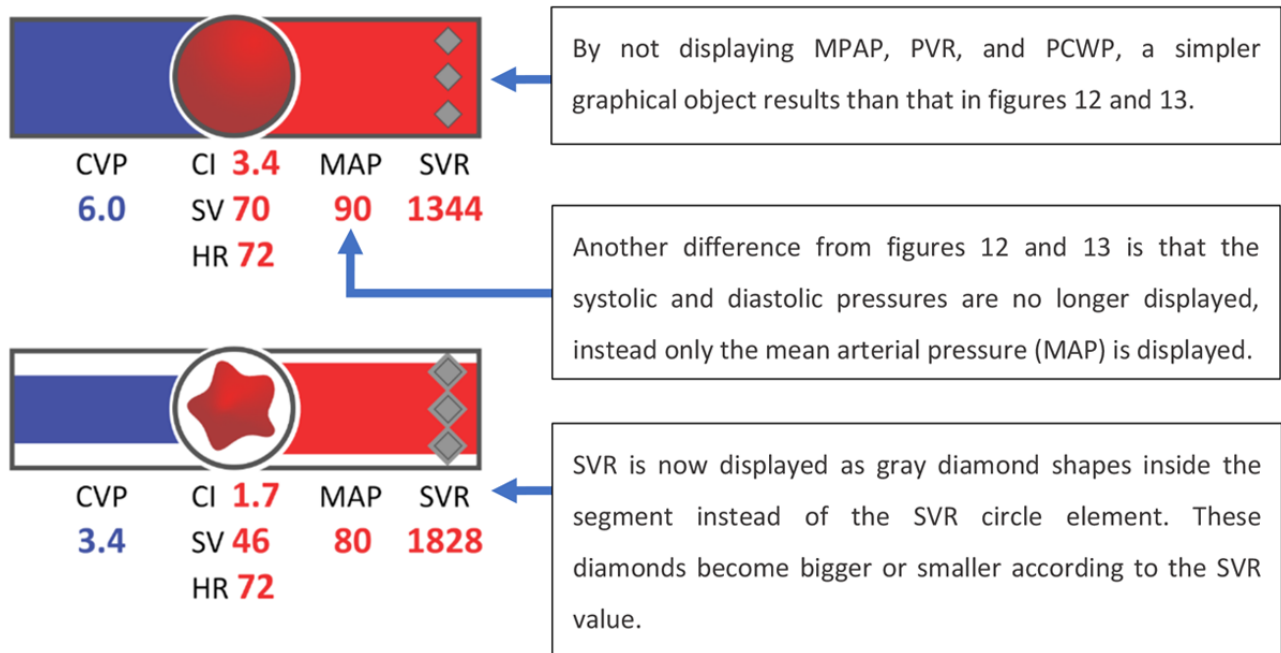 By not displaying MPAP, PVR, and PCWP, a simpler
graphical object results than that in figures 12 and 13.
CVP CI 3.4 MAP SVR
6.0 SV 70 90 1344
HR 72
Another difference from figures 12 and 13 is that the
systolic and diastolic pressures are no longer displayed,
instead only the mean arterial pressure (MAP) is displayed.
CVP CI 1.7 MAP SVR
3.4 SV 46 80 1828
HR 72
SVR is now displayed as gray diamond shapes inside the
segment instead of the SVR circle element. These
diamonds become bigger or smaller according to the SVR
value.